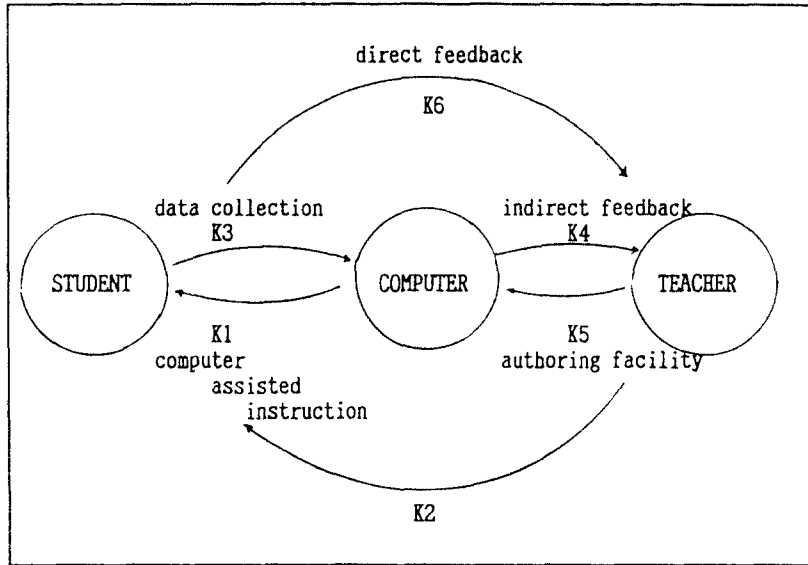 direct feedback
K6
data collection
K3
indirect feedback
K4
STUDENT
COMPUTER
TEACHER
K1
computer
assisted
instruction
K5
authoring facility
K2